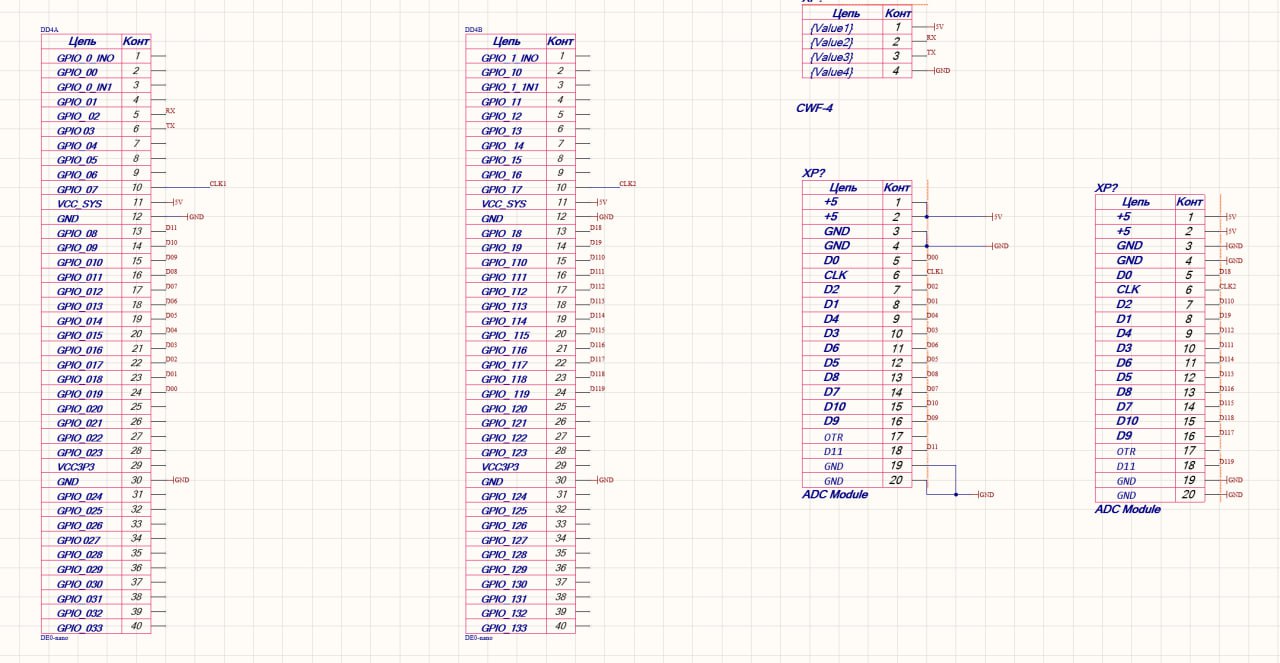 DD4A
Цепь Конт
GPIO_0_INO 1
GPIO_00 2
GPIO_0_IN1 3
GPIO_01 4
GPIO_ 02 5 RX
GPIO 03 6 TX
GPIO_04 7
GPIO_05 8
GPIO_06 9
GPIO_07 10 CLK1
VCC_SYS 11 5V
GND 12 GND
GPIO_08 13 D11
GPIO_09 14 D10
GPIO_010 15 D09
GPIO_011 16 D08
GPIO_012 17 D07
GPIO_013 18 D06
GPIO_014 19 D05
GPIO_015 20 D04
GPIO_016 21 D03
GPIO_017 22 D02
GPIO_018 23 D01
GPIO_019 24 D00
GPIO_020 25
GPIO_021 26
GPIO_022 27
GPIO_023 28
VCC3P3 29
GND 30 GND
GPIO_024 31
GPIO_025 32
GPIO_026 33
GPIO 027 34
GPIO_028 35
GPIO_029 36
GPIO_030 37
GPIO_031 38
GPIO_032 39
GPIO_033 40
DE0-nano
DD4B
Цепь Конт
GPIO_1_INO 1
GPIO_10 2
GPIO_1_1N1 3
GPIO_11 4
GPIO_12 5
GPIO_13 6
GPIO_ 14 7
GPIO_15 8
GPIO_16 9
GPIO_17 10 CLK2
VCC_SYS 11 5V
GND 12 GND
GPIO_18 13 D18
GPIO_19 14 D19
GPIO_110 15 D110
GPIO_111 16 D111
GPIO_112 17 D112
GPIO_113 18 D113
GPIO_114 19 D114
GPIO_ 115 20 D115
GPIO_116 21 D116
GPIO_117 22 D117
GPIO_118 23 D118
GPIO_ 119 24 D119
GPIO_120 25
GPIO_121 26
GPIO_122 27
GPIO_123 28
VCC3P3 29
GND 30 GND
GPIO_124 31
GPIO_125 32
GPIO_126 33
GPIO_127 34
GPIO_128 35
GPIO_129 36
GPIO_130 37
GPIO_131 38
GPIO_132 39
GPIO_133 40
DE0-nano
Цепь Конт
{Value1} 1 5V
{Value2} 2 RX
{Value3} 3 TX
{Value4} 4 GND
CWF-4
XP?
Цепь Конт
+5 1
+5 2 5V
GND 3
GND 4 GND
D0 5 D00
CLK 6 CLK1
D2 7 D02
D1 8 D01
D4 9 D04
D3 10 D03
D6 11 D06
D5 12 D05
D8 13 D08
D7 14 D07
D10 15 D10
D9 16 D09
OTR 17
D11 18 D11
GND 19
GND 20 GND
ADC Module
XP?
Цепь Конт
+5 1 5V
+5 2 5V
GND 3 GND
GND 4 GND
D0 5 D18
CLK 6 CLK2
D2 7 D110
D1 8 D19
D4 9 D112
D3 10 D111
D6 11 D114
D5 12 D113
D8 13 D116
D7 14 D115
D10 15 D118
D9 16 D117
OTR 17
D11 18 D119
GND 19 GND
GND 20 GND
ADC Module